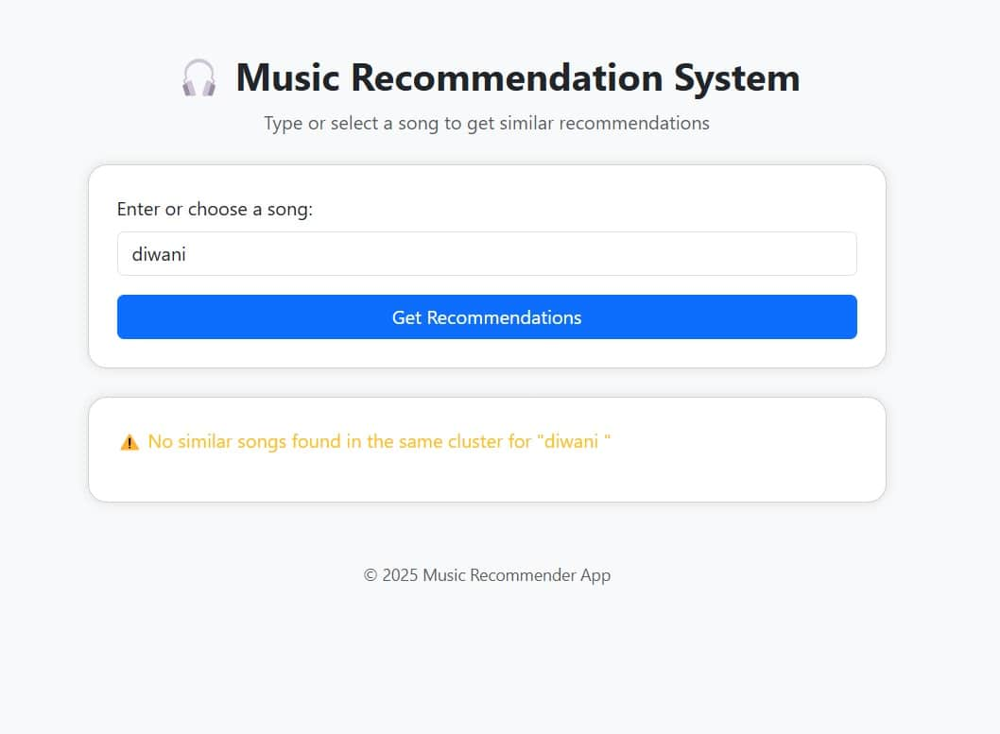 Music Recommendation System
Type or select a song to get similar recommendations
Enter or choose a song:
diwani
Get Recommendations
No similar songs found in the same cluster for "diwani "
© 2025 Music Recommender App